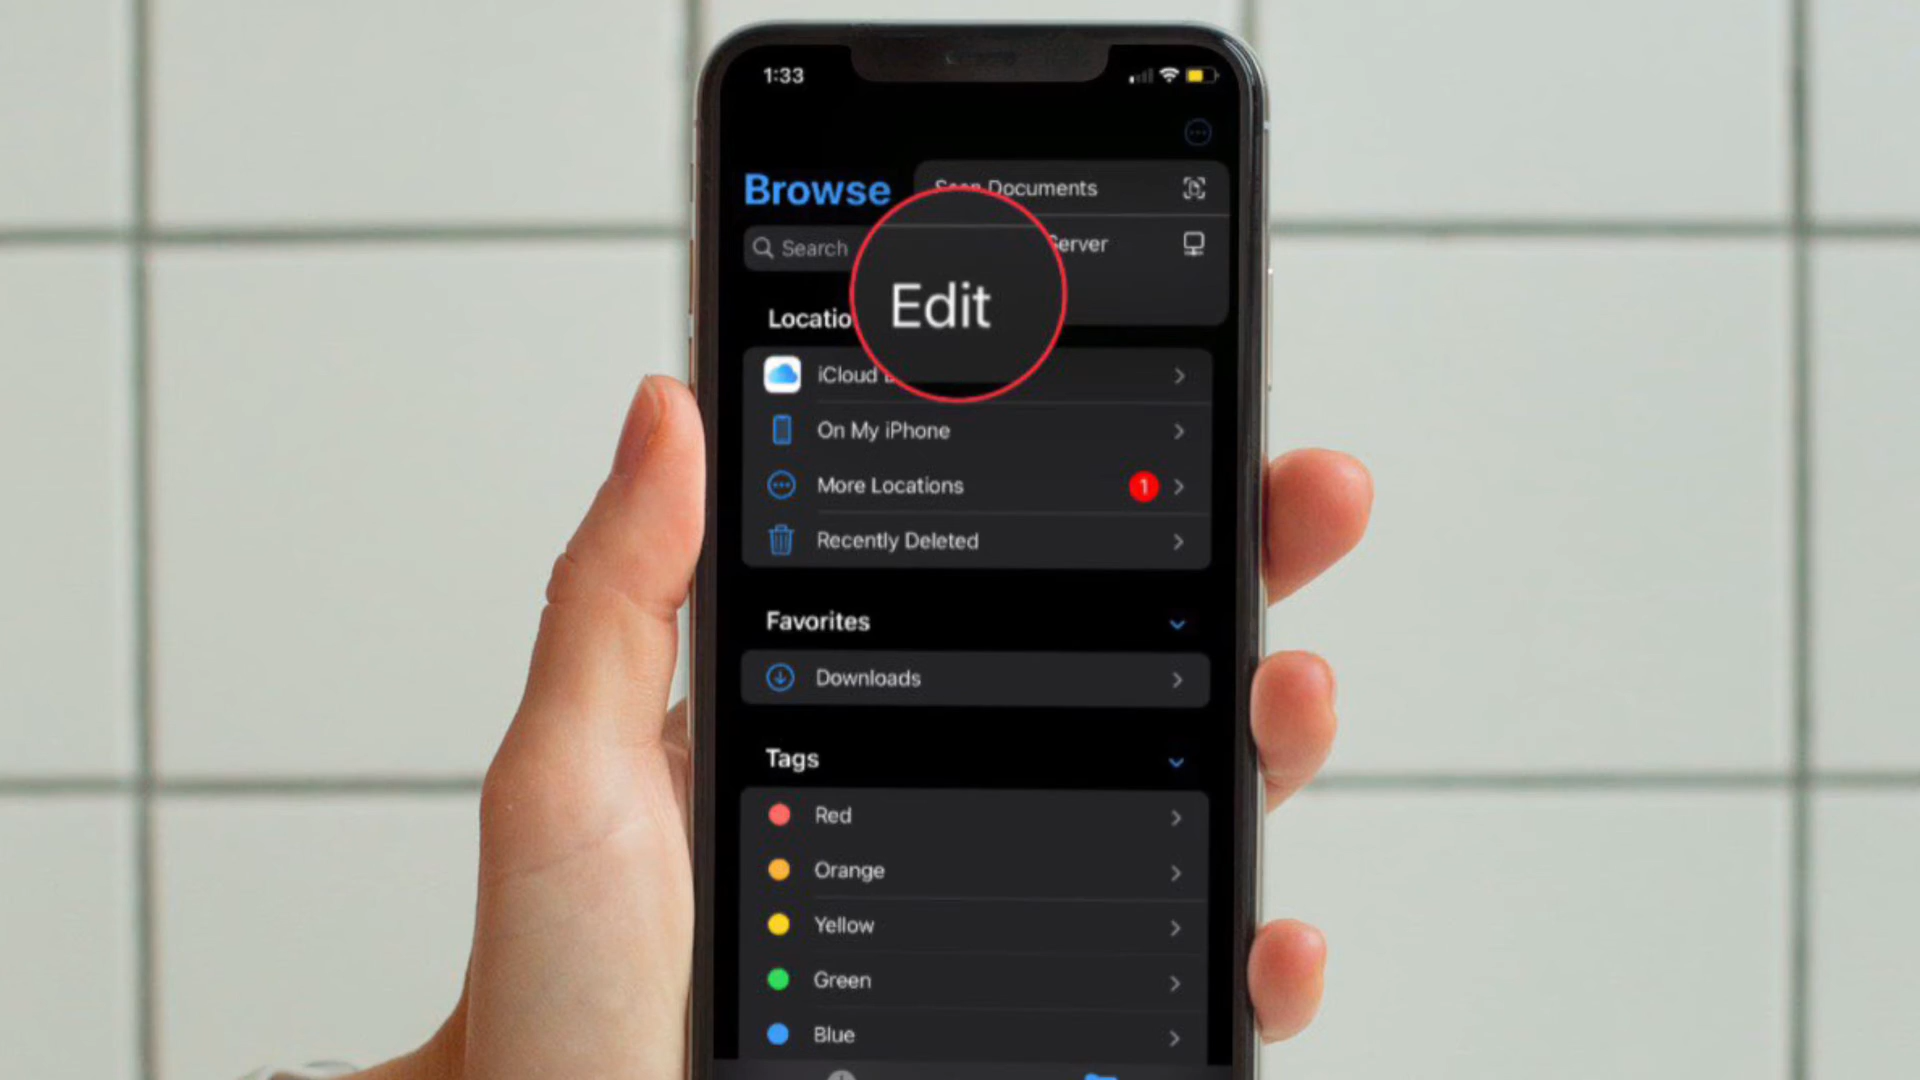 1:33
Browse
Documents
Search
Server
Edit
Locatio
iCloud
On My iPhone
More Locations
1
Recently Deleted
Favorites
Downloads
Tags
Red
Orange
Yellow
Green
Blue